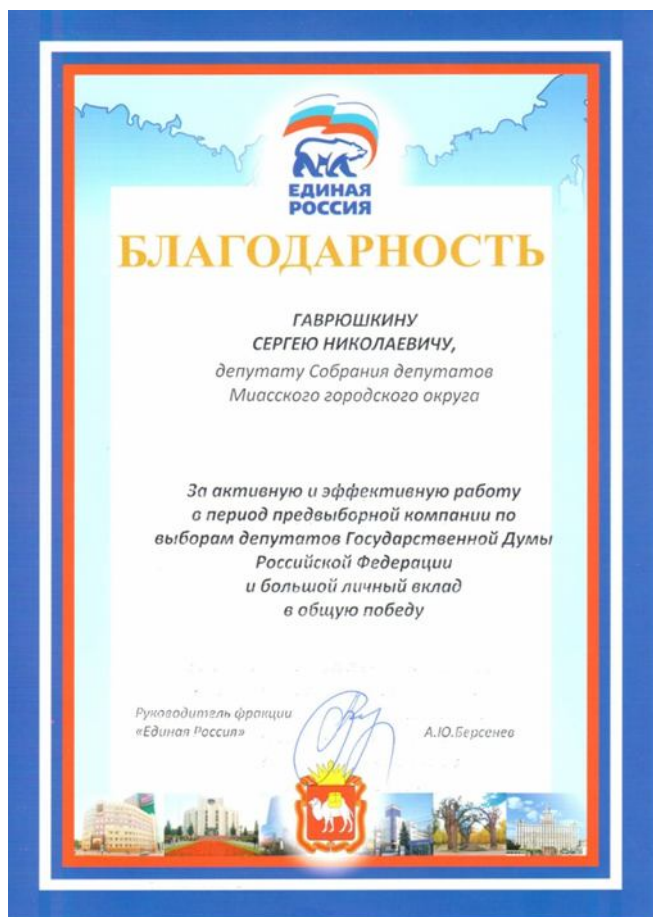 ЕДИНАЯ
РОССИЯ
БЛАГОДАРНОСТЬ
ГАВРЮШКИНУ
СЕРГЕЮ НИКОЛАЕВИЧУ,
депутату Собрания депутатов
Миасского городского округа
За активную и эффективную работу
в период предвыборной компании по
выборам депутатов Государственной Думы
Российской Федерации
и большой личный вклад
в общую победу
Руководитель фракции
«Единая Россия»
А.Ю.Берсенев